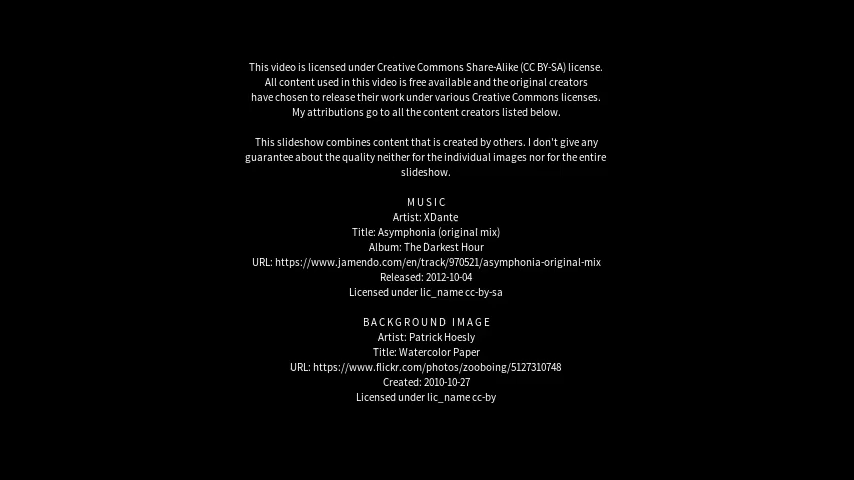 This video is licensed under Creative Commons Share-Alike (CC BY-SA) license.
All content used in this video is free available and the original creators
have chosen to release their work under various Creative Commons licenses.
My attributions go to all the content creators listed below.
This slideshow combines content that is created by others. I don't give any
guarantee about the quality neither for the individual images nor for the entire
slideshow.
MUSIC
Artist: XDante
Title: Asymphonia (original mix)
Album: The Darkest Hour
URL: https://www.jamendo.com/en/track/970521/asymphonia-original-mix
Released: 2012-10-04
Licensed under lic_name cc-by-sa
BACKGROUND IMAGE
Artist: Patrick Hoesly
Title: Watercolor Paper
URL: https://www.flickr.com/photos/zooboing/5127310748
Created: 2010-10-27
Licensed under lic_name cc-by